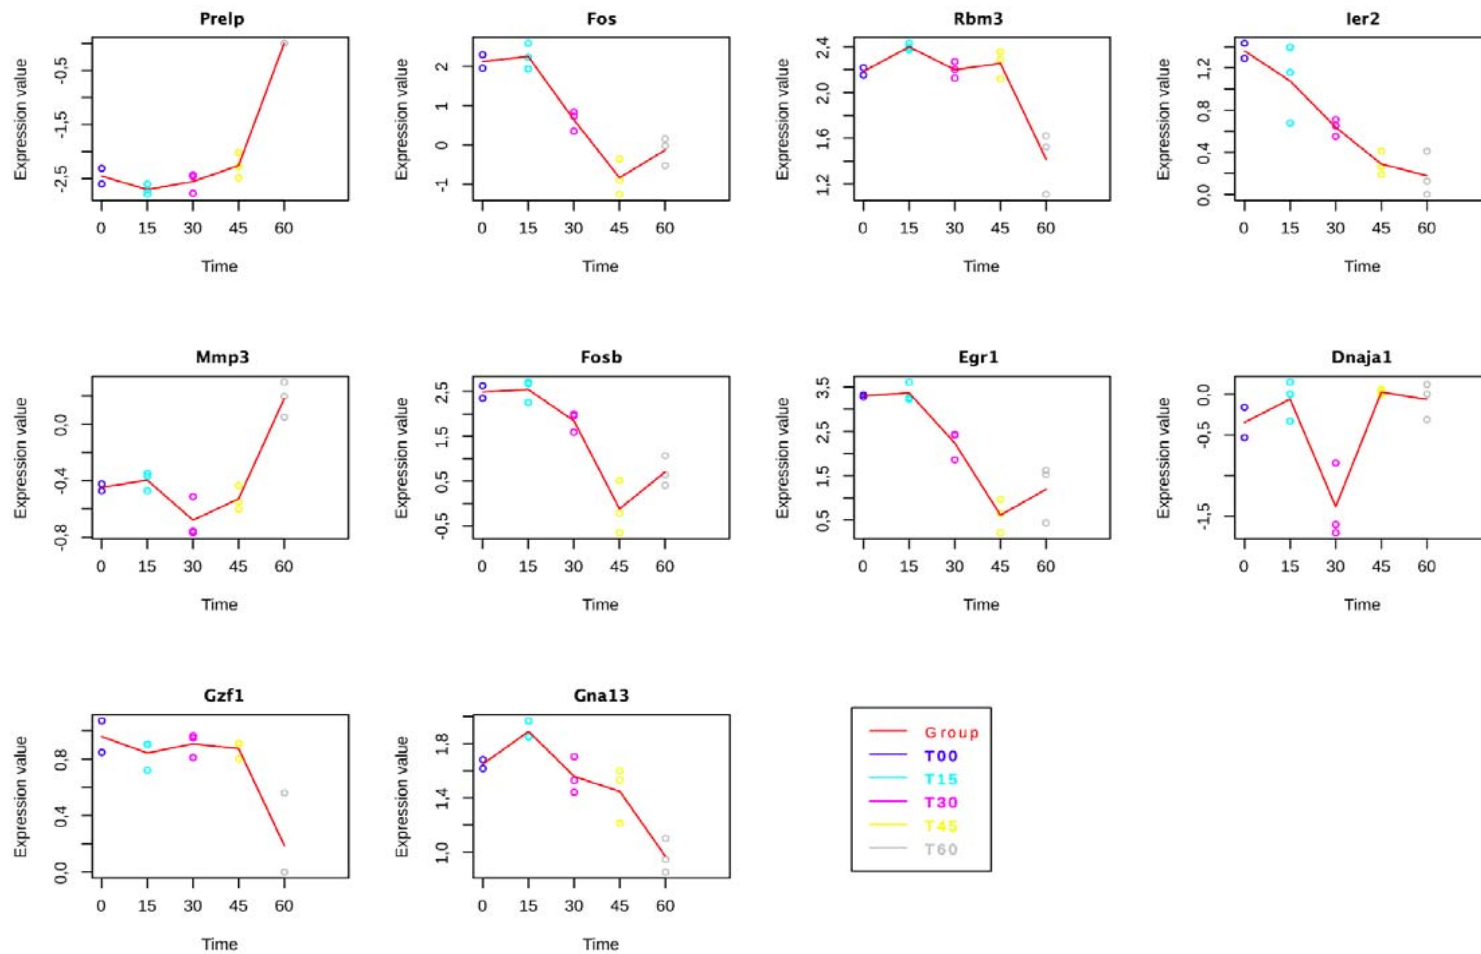 Prelp
Expression value
-0,5
-1,5
-2,5
0 15 30 45 60
Time
Fos
Expression value
2
1
0
-1
0 15 30 45 60
Time
Rbm3
Expression value
2,4
2,0
1,6
1,2
0 15 30 45 60
Time
Ier2
Expression value
1,2
0,8
0,4
0,0
0 15 30 45 60
Time
Mmp3
Expression value
0,0
-0,4
-0,8
0 15 30 45 60
Time
Fosb
Expression value
2,5
1,5
0,5
-0,5
0 15 30 45 60
Time
Egr1
Expression value
3,5
2,5
1,5
0,5
0 15 30 45 60
Time
Dnaja1
Expression value
0,0
-0,5
-1,5
0 15 30 45 60
Time
Gzf1
Expression value
0,8
0,4
0,0
0 15 30 45 60
Time
Gna13
Expression value
1,8
1,4
1,0
0 15 30 45 60
Time
Group
T00
T15
T30
T45
T60